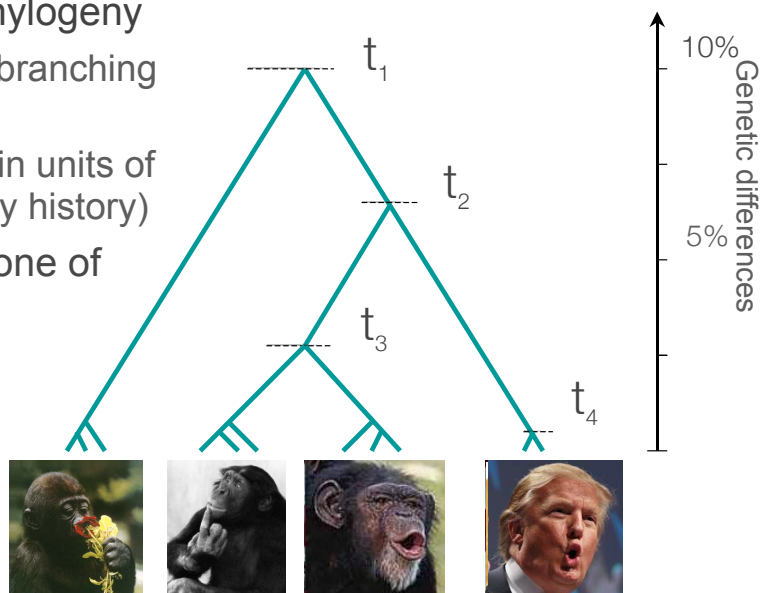 hylogeny
branching
in units of
y history)
one of
t1
t2
t3
t4
10%
5%
Genetic differences